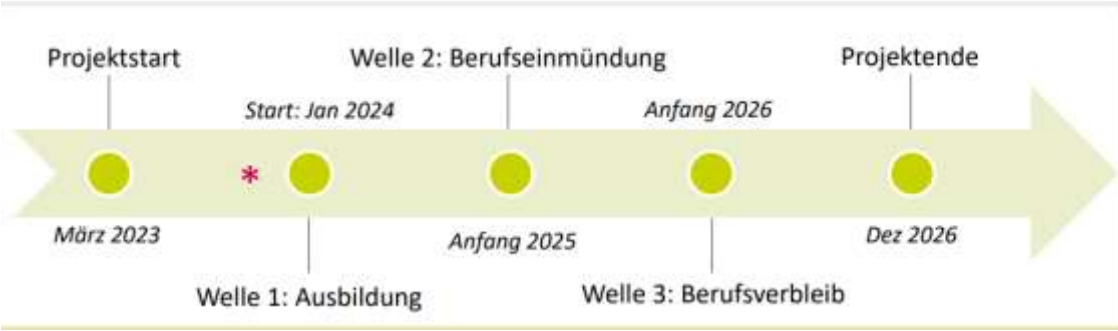 Projektstart
Welle 2: Berufseinmündung
Projektende
Start: Jan 2024
Anfang 2026
*
März 2023
Anfang 2025
Dez 2026
Welle 1: Ausbildung
Welle 3: Berufsverbleib